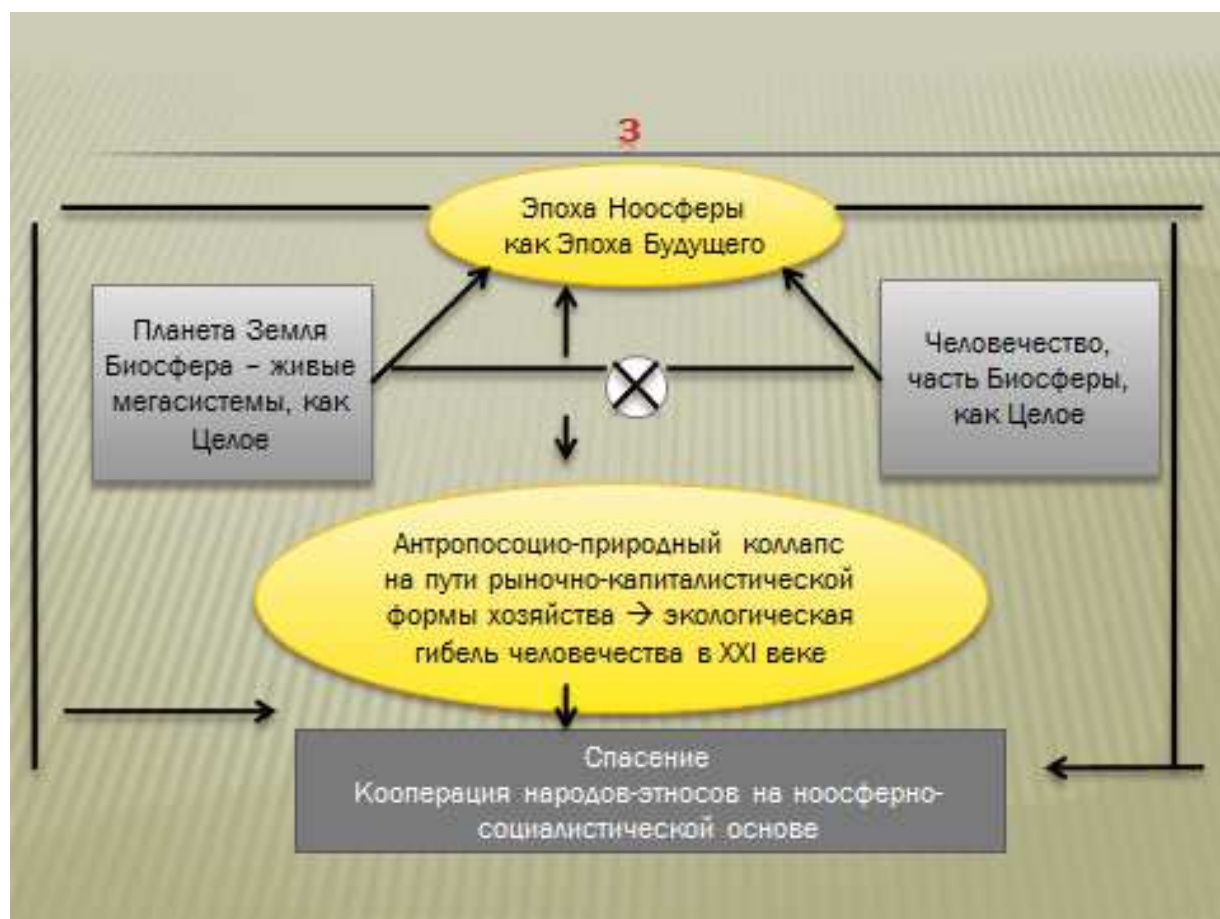 3
Эпоха Ноосферы
как Эпоха Будущего
Планета Земля
Биосфера – живые
мегасистемы, как
Целое
Человечество,
часть Биосферы,
как Целое
Антропосоцио-природный коллапс
на пути рыночно-капиталистической
формы хозяйства → экологическая
гибель человечества в XXI веке
Спасение
Кооперация народов-этносов на ноосферно-
социалистической основе